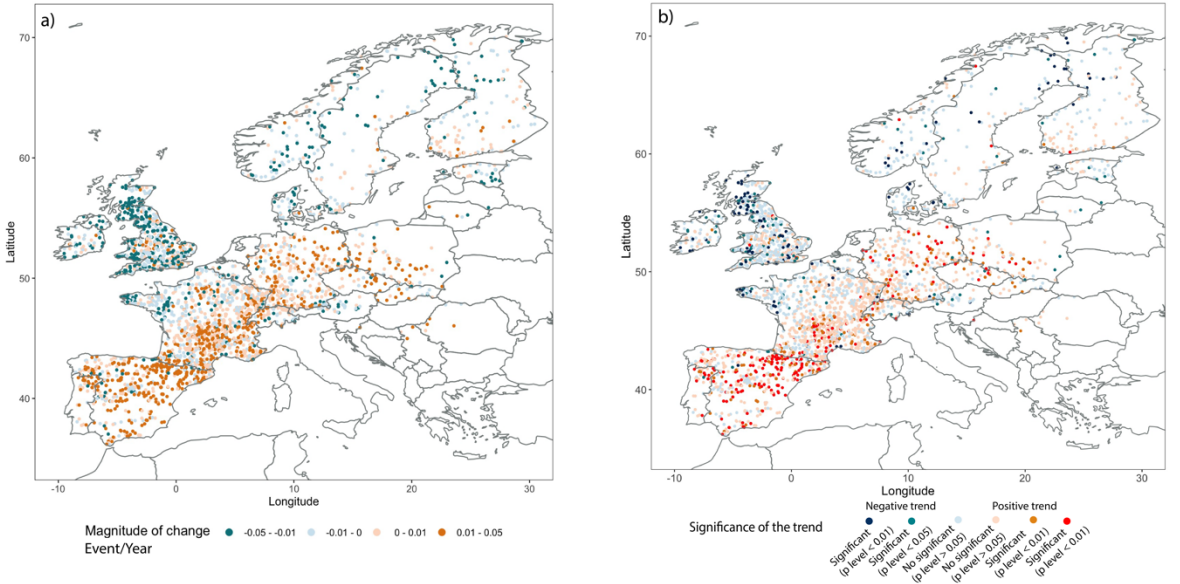 a)
70
60
50
40
Latitude
-10
0
10
20
30
Longitude
Magnitude of change
Event/Year
-0.05 - -0.01
-0.01 - 0
0 - 0.01
0.01 - 0.05
b)
70
60
50
40
Latitude
-10
0
10
20
30
Longitude
Negative trend
Positive trend
Significance of the trend
Significant
(p level < 0.01)
Significant
(p level < 0.05)
No significant
(p level > 0.05)
No significant
(p level > 0.05)
Significant
(p level < 0.01)
Significant
(p level < 0.01)